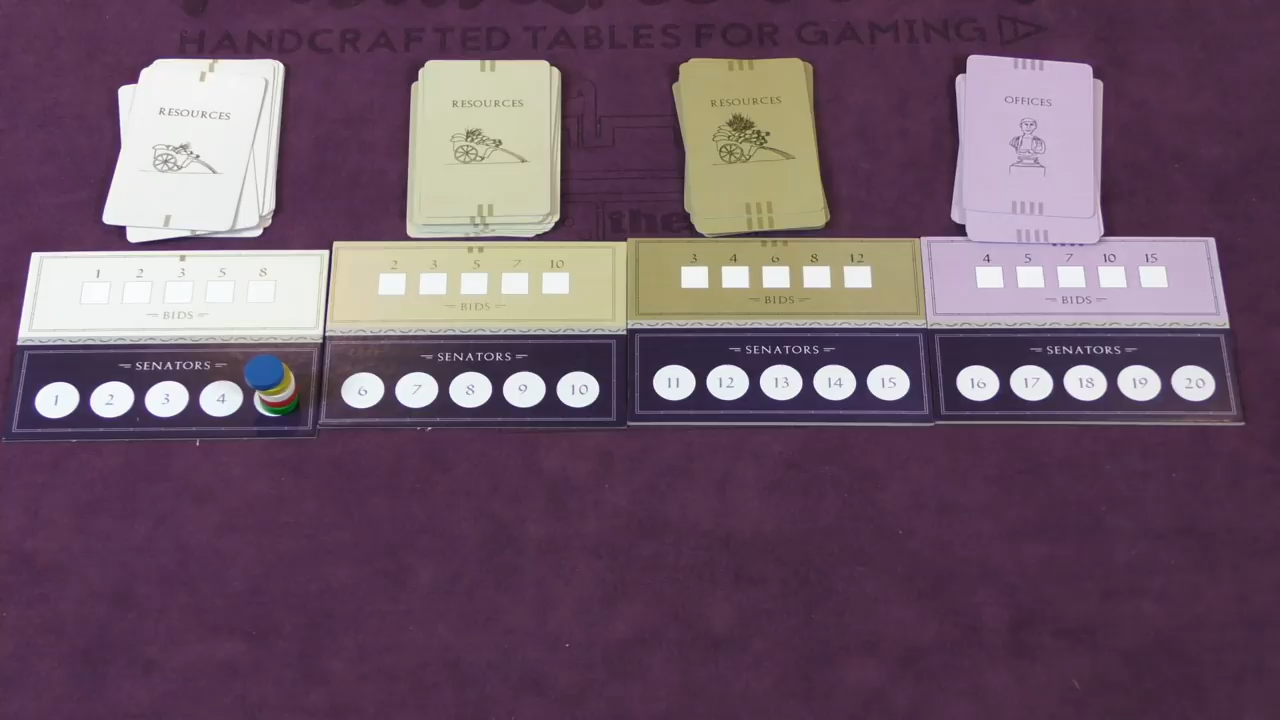 HANDCRAFTED TABLES FOR GAMING
RESOURCES
RESOURCES
RESOURCES
OFFICES
the
1 2 3 5 8
BIDS
2 3 5 7 10
BIDS
3 4 6 8 12
BIDS
4 5 7 10 15
BIDS
SENATORS
1 2 3 4
SENATORS
6 7 8 9 10
SENATORS
11 12 13 14 15
SENATORS
16 17 18 19 20